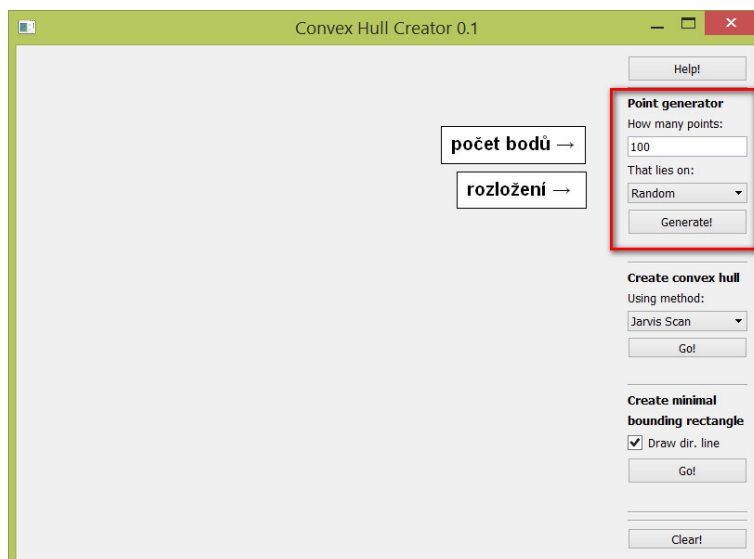 Convex Hull Creator 0.1
Help!
Point generator
How many points:
počet bodů →
100
That lies on:
rozložení →
Random
Generate!
Create convex hull
Using method:
Jarvis Scan
Go!
Create minimal
bounding rectangle
Draw dir. line
Go!
Clear!